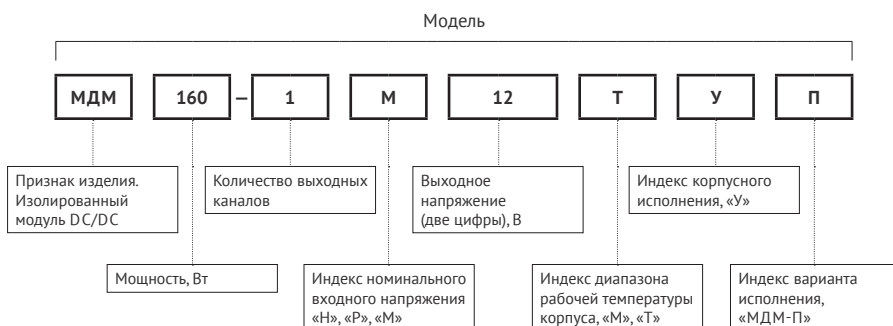 Модель
МДМ 160 – 1 М 12 Т У П
Признак изделия.
Изолированный
модуль DC/DC
Количество выходных
каналов
Выходное
напряжение
(две цифры), В
Индекс корпусного
исполнения, «У»
Мощность, Вт
Индекс номинального
входного напряжения
«Н», «Р», «М»
Индекс диапазона
рабочей температуры
корпуса, «М», «Т»
Индекс варианта
исполнения,
«МДМ-П»